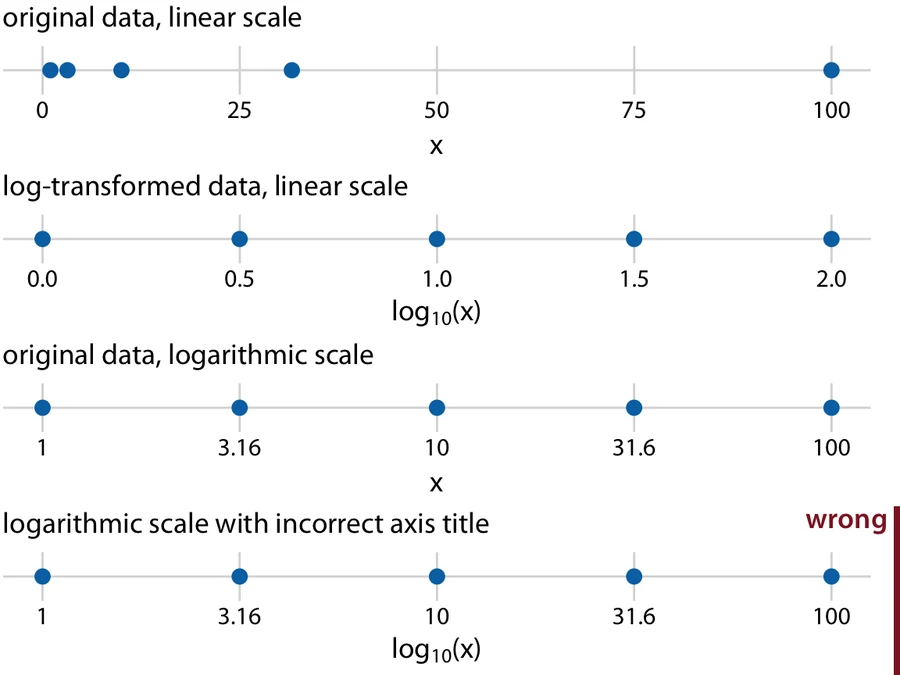 original data, linear scale
0 25 50 75 100
x
log-transformed data, linear scale
0.0 0.5 1.0 1.5 2.0
log₁₀(x)
original data, logarithmic scale
1 3.16 10 31.6 100
x
logarithmic scale with incorrect axis title wrong
1 3.16 10 31.6 100
log₁₀(x)